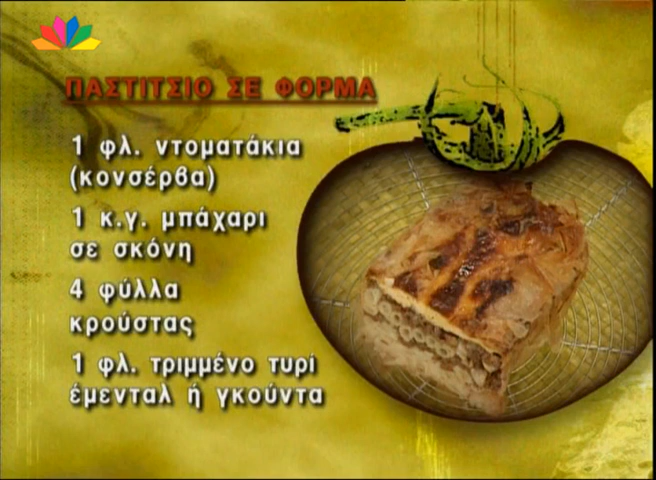 ΠΑΣΤΙΤΣΙΟ ΣΕ ΦΟΡΜΑ
1 φλ. ντοματάκια
(κονσέρβα)
1 κ.γ. μπάχαρι
σε σκόνη
4 φύλλα
κρούστας
1 φλ. τριμμένο τυρί
έμενταλ ή γκούντα